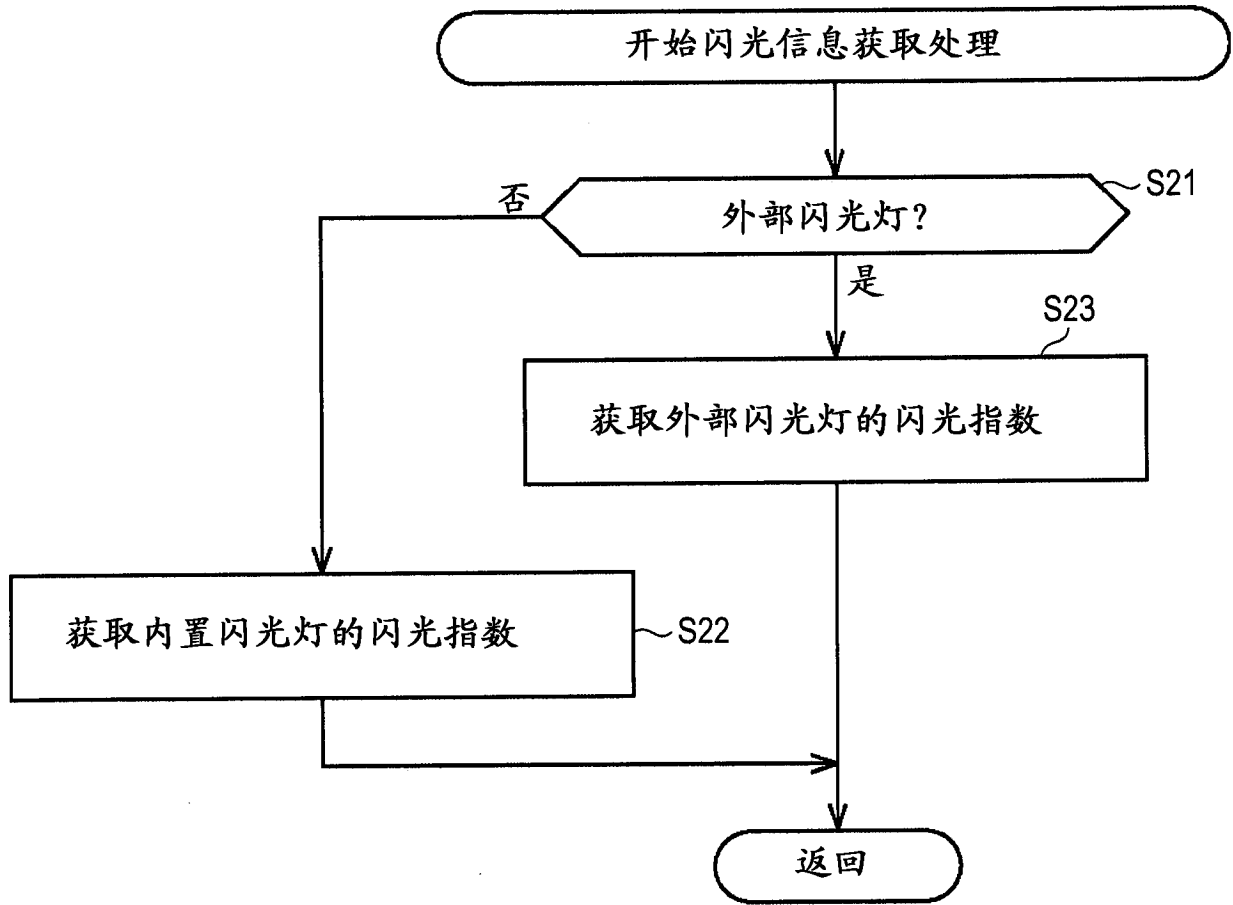 开始闪光信息获取处理
S21
外部闪光灯?
否
是
S23
获取外部闪光灯的闪光指数
获取内置闪光灯的闪光指数
S22
返回